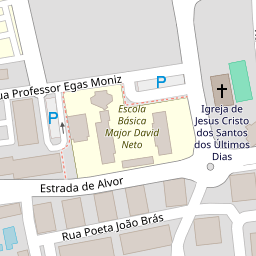 ua Professor Egas Moniz
P
P
Escola
Básica
Major David
Neto
Igreja de
Jesus Cristo
dos Santos
dos Últimos
Dias
Estrada de Alvor
Rua Poeta João Brás